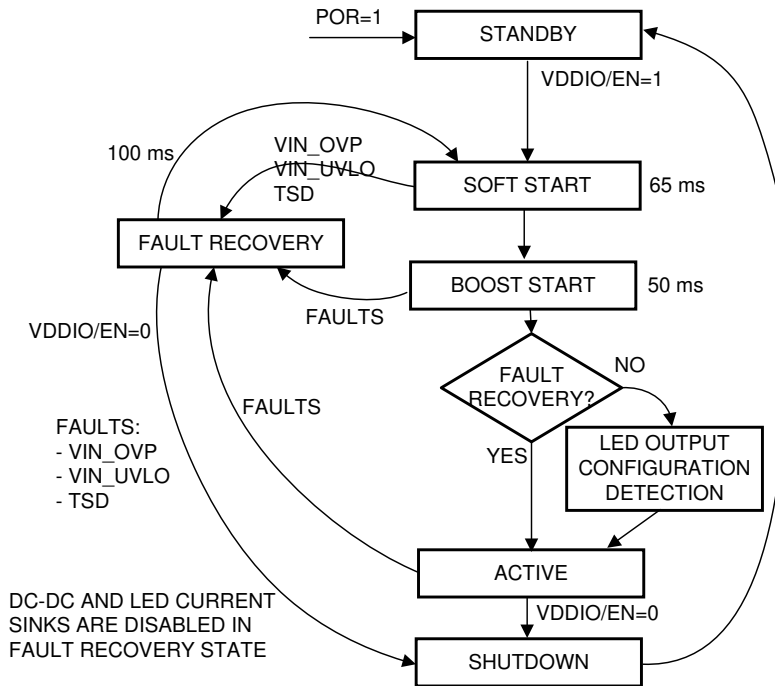 POR=1
STANDBY
VDDIO/EN=1
100 ms
VIN_OVP
VIN_UVLO
TSD
SOFT START
65 ms
FAULT RECOVERY
BOOST START
50 ms
FAULTS
VDDIO/EN=0
FAULT
RECOVERY?
NO
YES
FAULTS
LED OUTPUT
CONFIGURATION
DETECTION
FAULTS:
- VIN_OVP
- VIN_UVLO
- TSD
ACTIVE
VDDIO/EN=0
DC-DC AND LED CURRENT
SINKS ARE DISABLED IN
FAULT RECOVERY STATE
SHUTDOWN